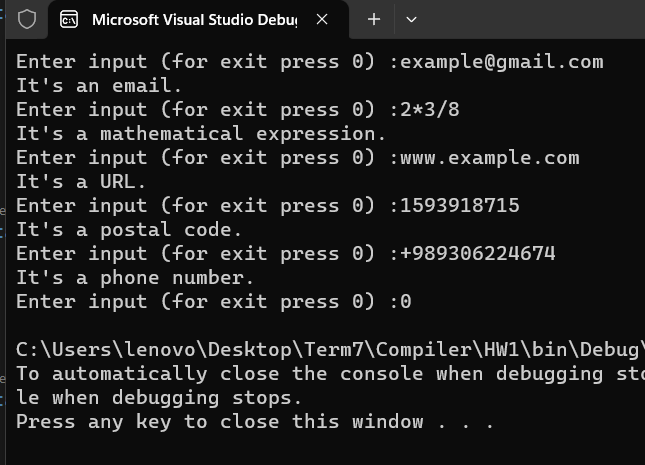 Microsoft Visual Studio Debug
Enter input (for exit press 0) :example@gmail.com
It's an email.
Enter input (for exit press 0) :2*3/8
It's a mathematical expression.
Enter input (for exit press 0) :www.example.com
It's a URL.
Enter input (for exit press 0) :1593918715
It's a postal code.
Enter input (for exit press 0) :+989306224674
It's a phone number.
Enter input (for exit press 0) :0
C:\Users\lenovo\Desktop\Term7\Compiler\HW1\bin\Debug\
To automatically close the console when debugging sto
le when debugging stops.
Press any key to close this window . . .